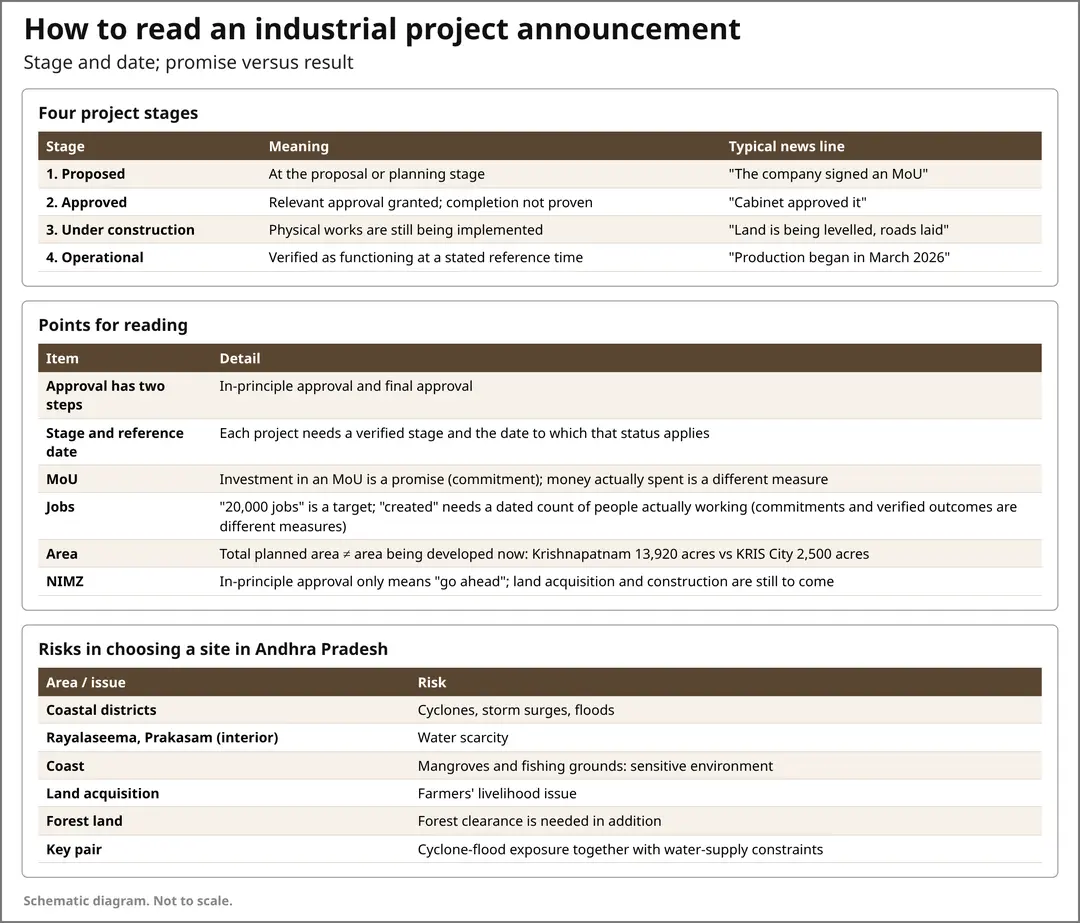 How to read an industrial project announcement
Stage and date; promise versus result
Four project stages
Stage Meaning Typical news line
1. Proposed At the proposal or planning stage "The company signed an MoU"
2. Approved Relevant approval granted; completion not proven "Cabinet approved it"
3. Under construction Physical works are still being implemented "Land is being levelled, roads laid"
4. Operational Verified as functioning at a stated reference time "Production began in March 2026"
Points for reading
Item Detail
Approval has two In-principle approval and final approval
steps
Stage and reference Each project needs a verified stage and the date to which that status applies
date
MoU Investment in an MoU is a promise (commitment); money actually spent is a different measure
Jobs "20,000 jobs" is a target; "created" needs a dated count of people actually working (commitments and verified outcomes are
different measures)
Area Total planned area ≠ area being developed now: Krishnapatnam 13,920 acres vs KRIS City 2,500 acres
NIMZ In-principle approval only means "go ahead"; land acquisition and construction are still to come
Risks in choosing a site in Andhra Pradesh
Area / issue Risk
Coastal districts Cyclones, storm surges, floods
Rayalaseema, Prakasam (interior) Water scarcity
Coast Mangroves and fishing grounds: sensitive environment
Land acquisition Farmers' livelihood issue
Forest land Forest clearance is needed in addition
Key pair Cyclone-flood exposure together with water-supply constraints
Schematic diagram. Not to scale.